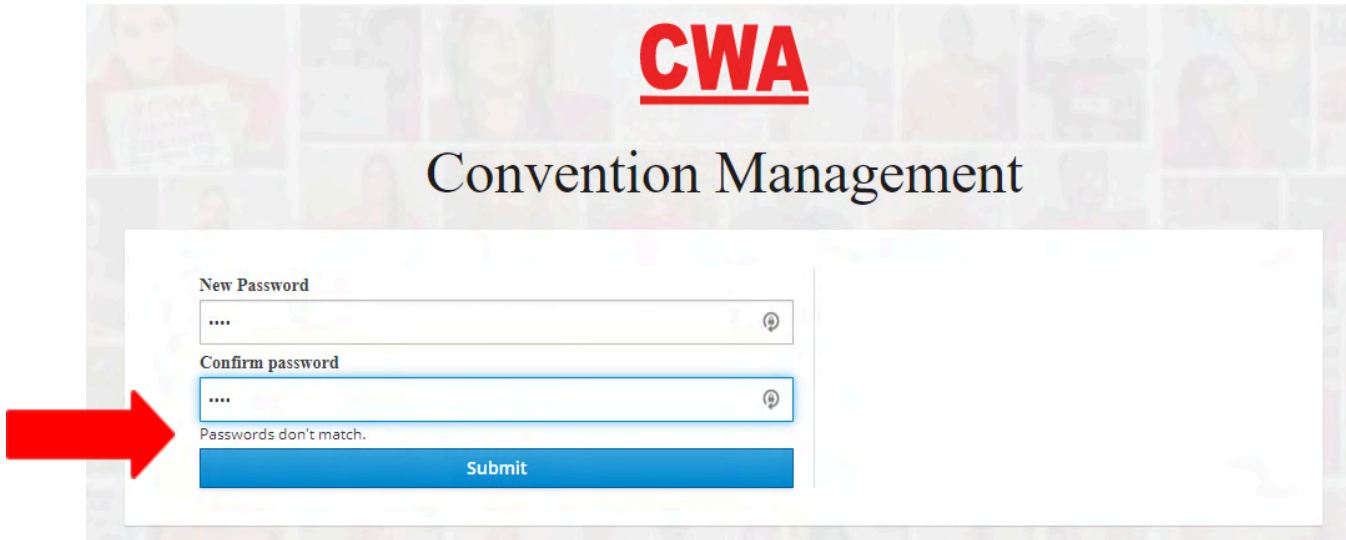 CWA
Convention Management
New Password
....
Confirm password
....
Passwords don't match.
Submit